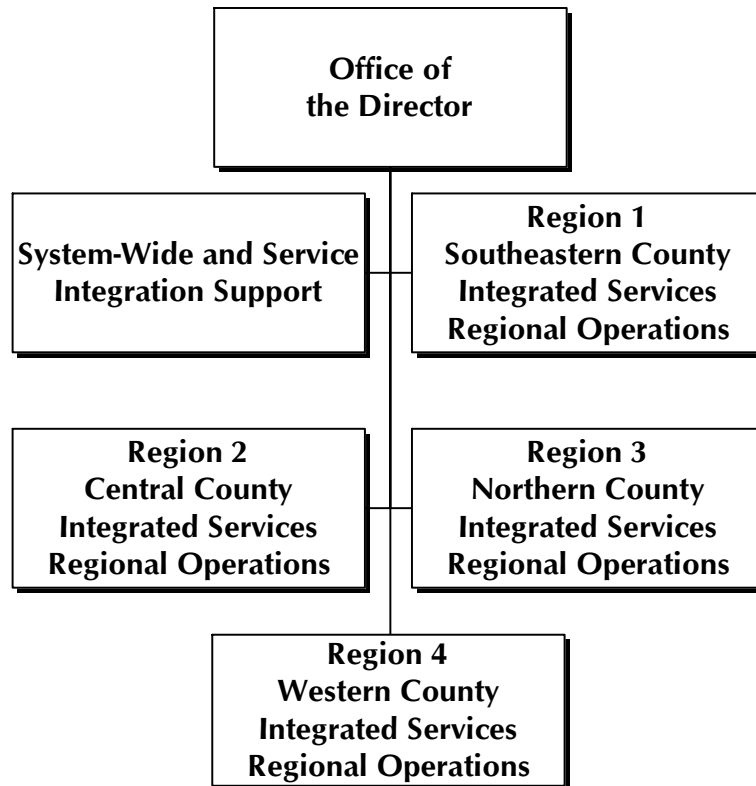 Office of
the Director
System-Wide and Service
Integration Support
Region 1
Southeastern County
Integrated Services
Regional Operations
Region 2
Central County
Integrated Services
Regional Operations
Region 3
Northern County
Integrated Services
Regional Operations
Region 4
Western County
Integrated Services
Regional Operations